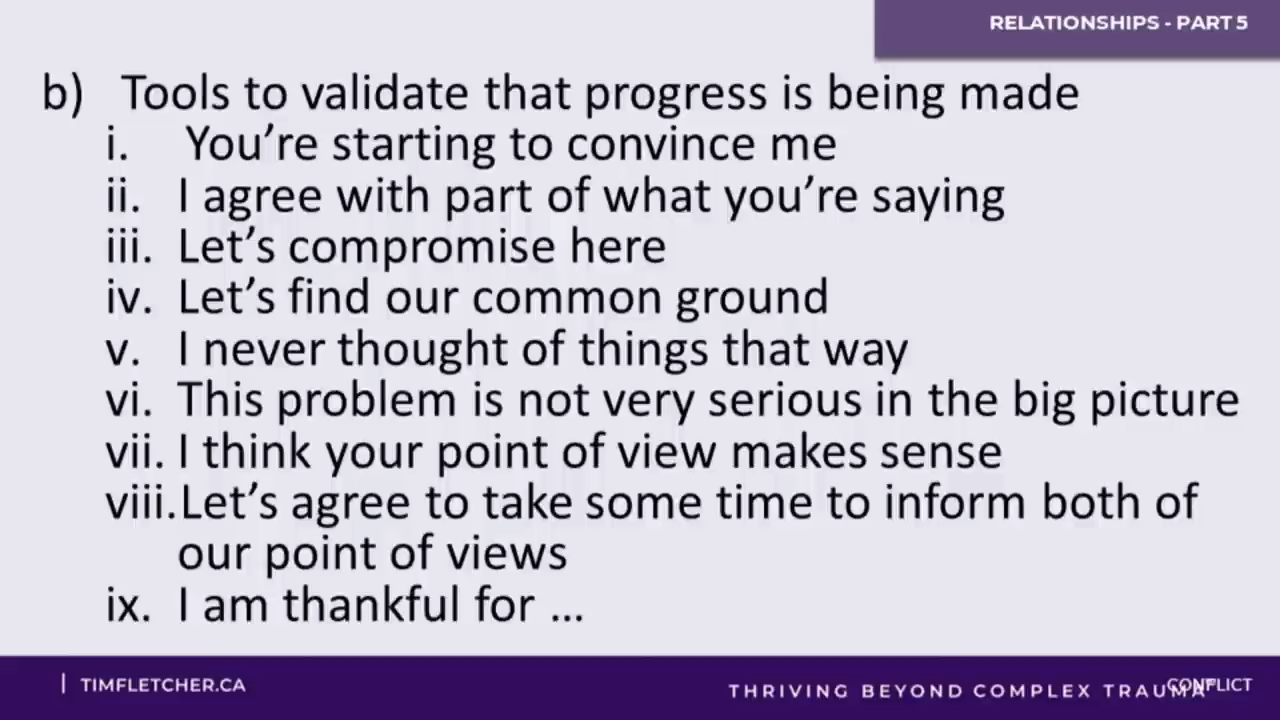 RELATIONSHIPS - PART 5
b) Tools to validate that progress is being made
i. You're starting to convince me
ii. I agree with part of what you're saying
iii. Let's compromise here
iv. Let's find our common ground
v. I never thought of things that way
vi. This problem is not very serious in the big picture
vii. I think your point of view makes sense
viii. Let's agree to take some time to inform both of
our point of views
ix. I am thankful for ...
| TIMFLETCHER.CA
THRIVING BEYOND COMPLEX TRAUMA
CONFLICT